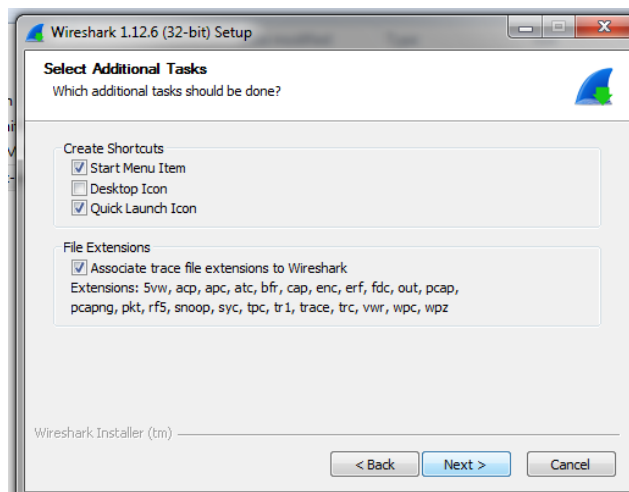 Wireshark 1.12.6 (32-bit) Setup
Select Additional Tasks
Which additional tasks should be done?
Create Shortcuts
Start Menu Item
Desktop Icon
Quick Launch Icon
File Extensions
Associate trace file extensions to Wireshark
Extensions: 5vw, acp, apc, atc, bfr, cap, enc, erf, fdc, out, pcap,
pcapng, pkt, rf5, snoop, syc, tpc, tr1, trace, trc, vwr, wpc, wpz
Wireshark Installer (tm)
< Back Next > Cancel